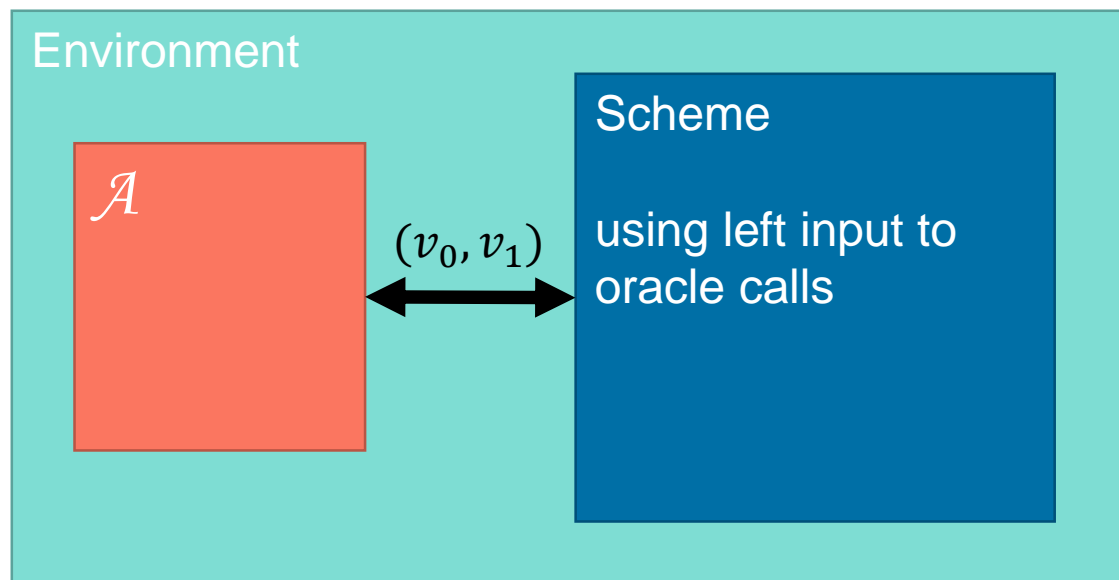 Environment
Scheme
𝒜
using left input to
(v₀, v₁)
oracle calls